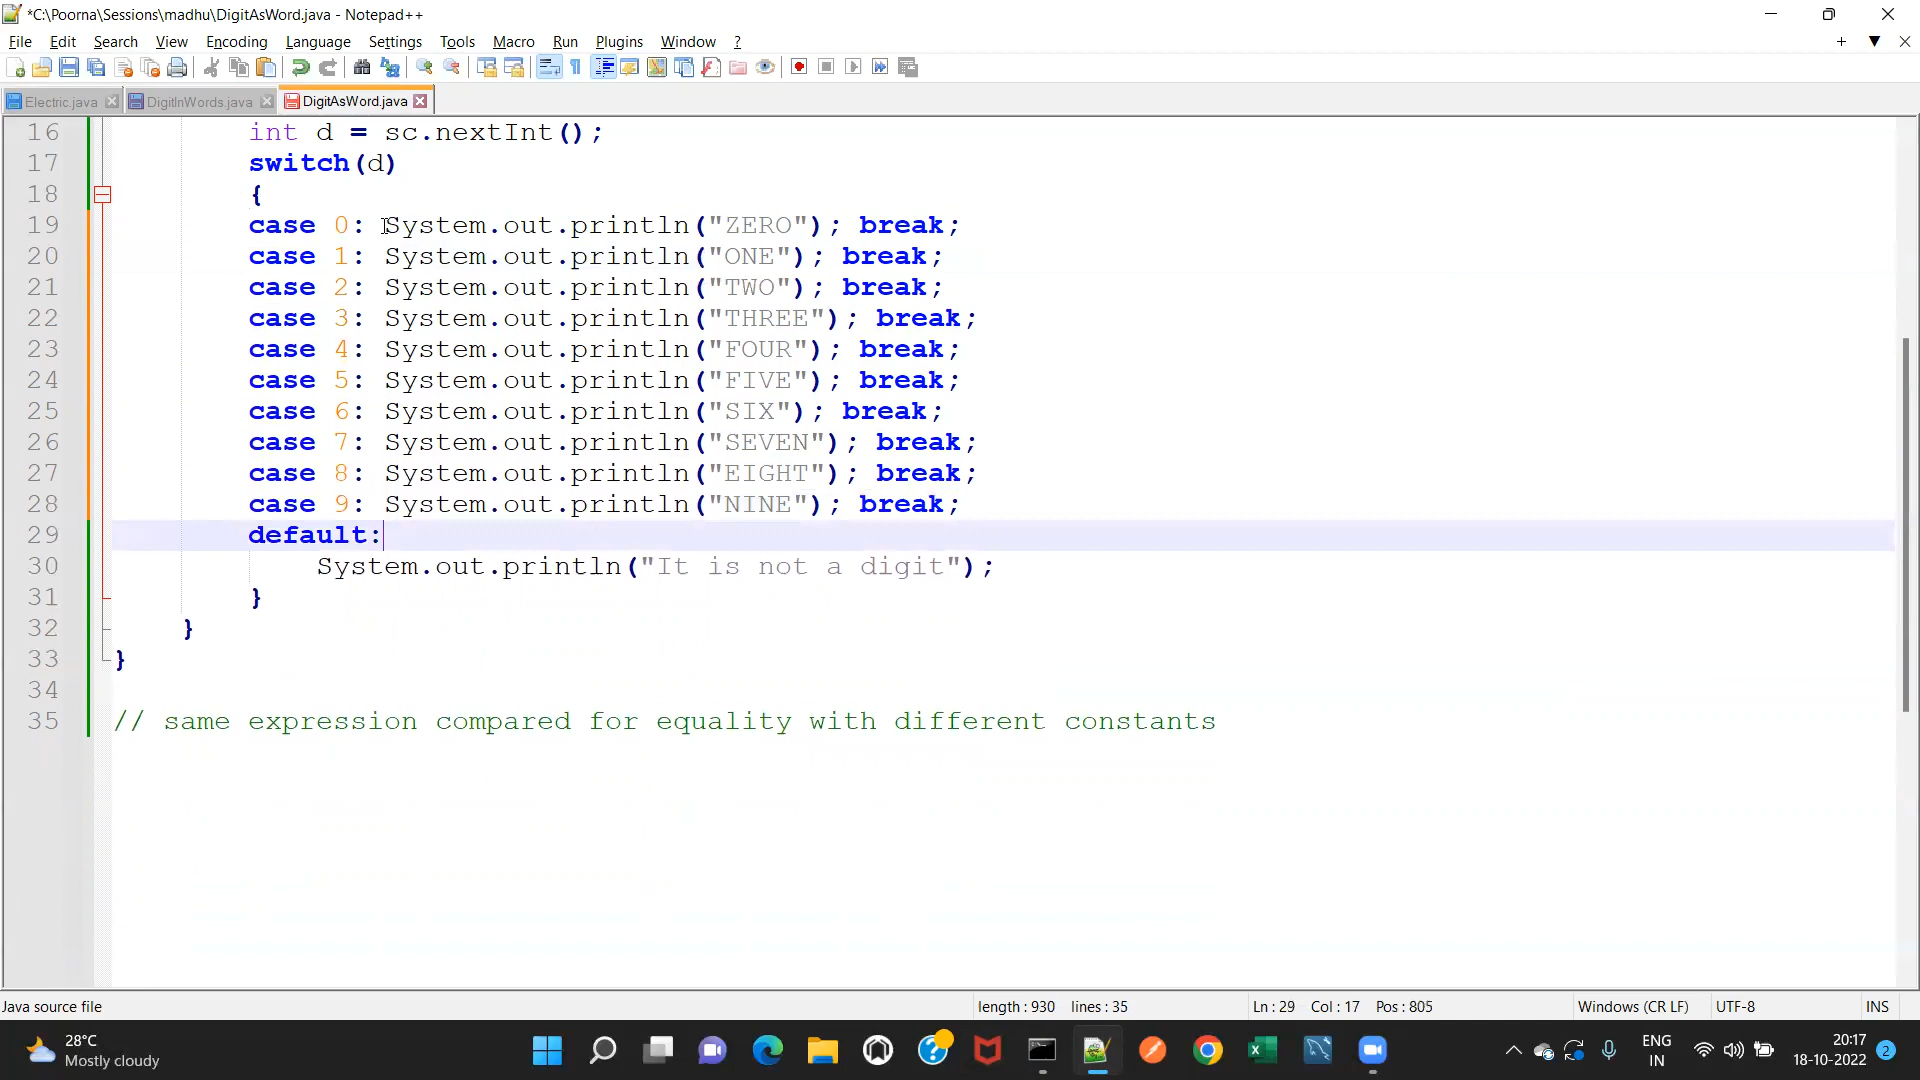 *C:\Poorna\Sessions\madhu\DigitAsWord.java - Notepad++
File Edit Search View Encoding Language Settings Tools Macro Run Plugins Window ?
Electric.java DigitInWords.java DigitAsWord.java
16 int d = sc.nextInt();
17 switch(d)
18 {
19 case 0: System.out.println("ZERO"); break;
20 case 1: System.out.println("ONE"); break;
21 case 2: System.out.println("TWO"); break;
22 case 3: System.out.println("THREE"); break;
23 case 4: System.out.println("FOUR"); break;
24 case 5: System.out.println("FIVE"); break;
25 case 6: System.out.println("SIX"); break;
26 case 7: System.out.println("SEVEN"); break;
27 case 8: System.out.println("EIGHT"); break;
28 case 9: System.out.println("NINE"); break;
29 default:
30 System.out.println("It is not a digit");
31 }
32 }
33 }
34
35 // same expression compared for equality with different constants
Java source file length : 930 lines : 35 Ln : 29 Col : 17 Pos : 805 Windows (CR LF) UTF-8 INS
28°C
Mostly cloudy
ENG
IN
20:17
18-10-2022
2